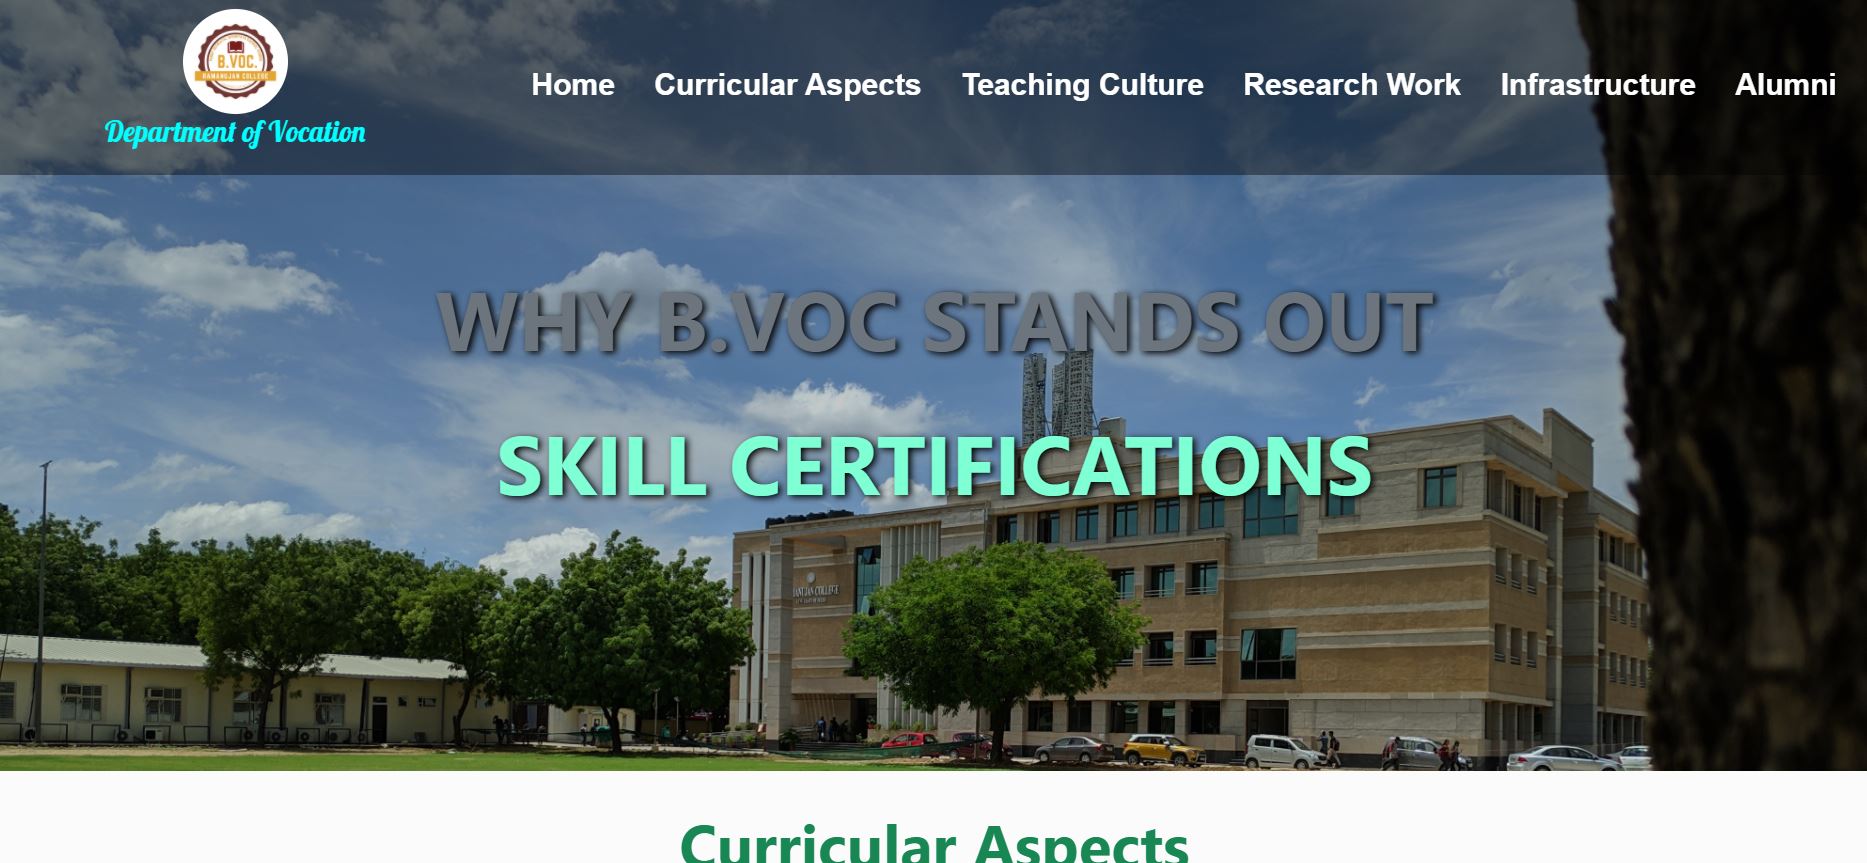 B.VOC.
RAMANUJAN COLLEGE
Department of Vocation
Home Curricular Aspects Teaching Culture Research Work Infrastructure Alumni
WHY B.VOC STANDS OUT
SKILL CERTIFICATIONS
COLLEGE
Curricular Aspects